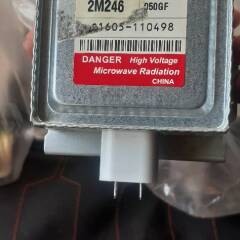 2M246 050GF
01605-110498
DANGER High Voltage
Microwave Radiation
CHINA